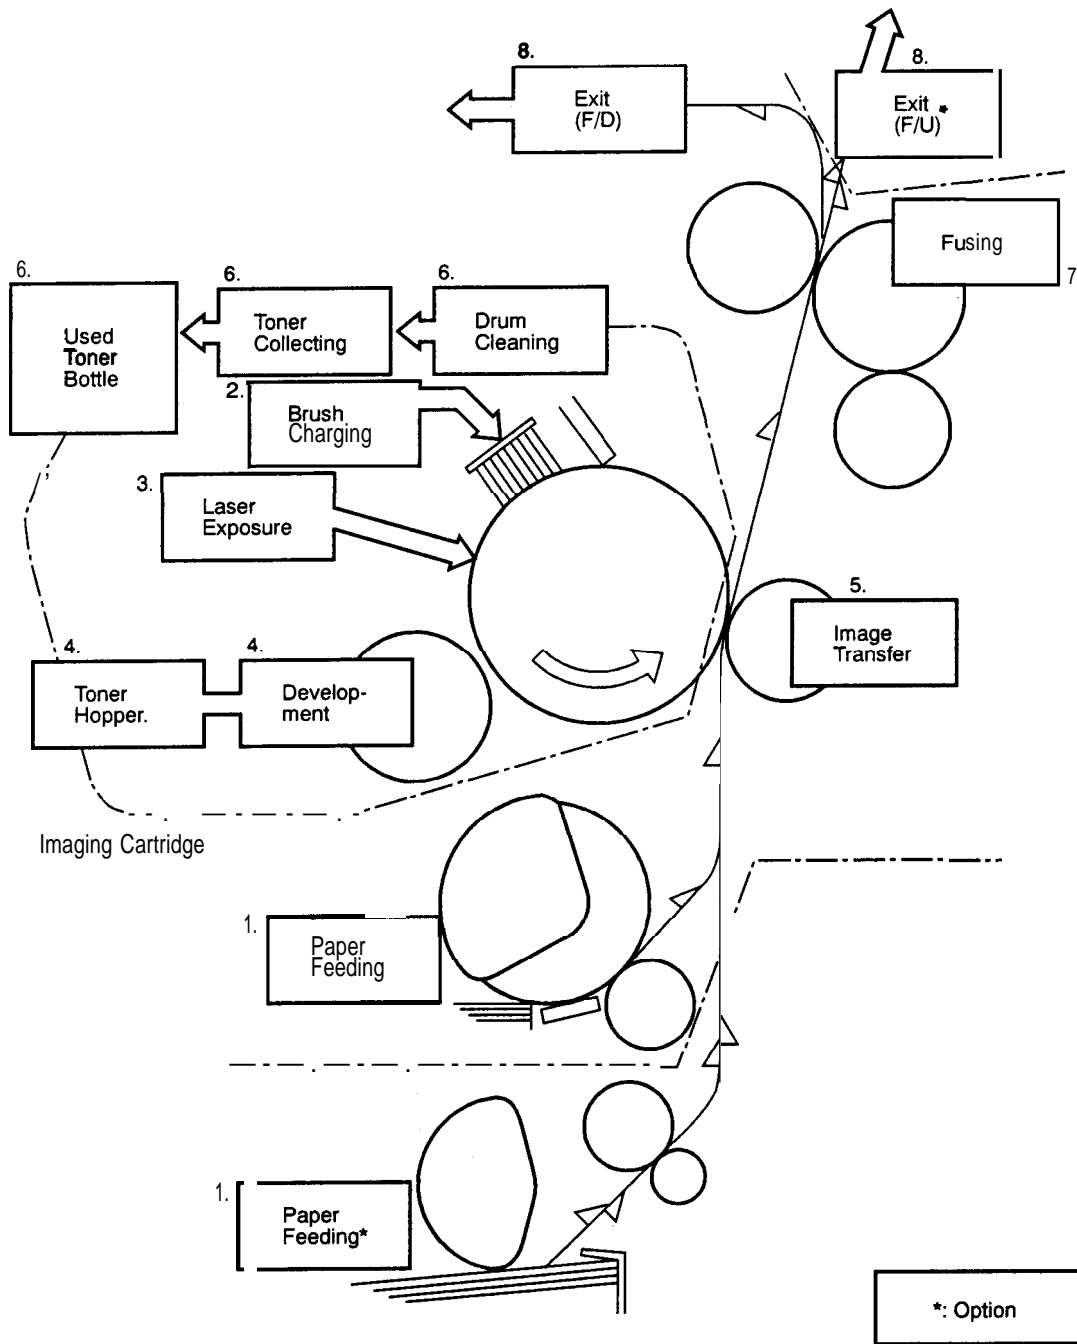 8.
Exit
(F/D)
8.
Exit *
(F/U)
Fusing
7
6.
Used
Toner
Bottle
6.
Toner
Collecting
6.
Drum
Cleaning
2.
Brush
Charging
3.
Laser
Exposure
5.
Image
Transfer
4.
Toner
Hopper.
4.
Develop-
ment
Imaging Cartridge
1.
Paper
Feeding
1.
Paper
Feeding*
*: Option